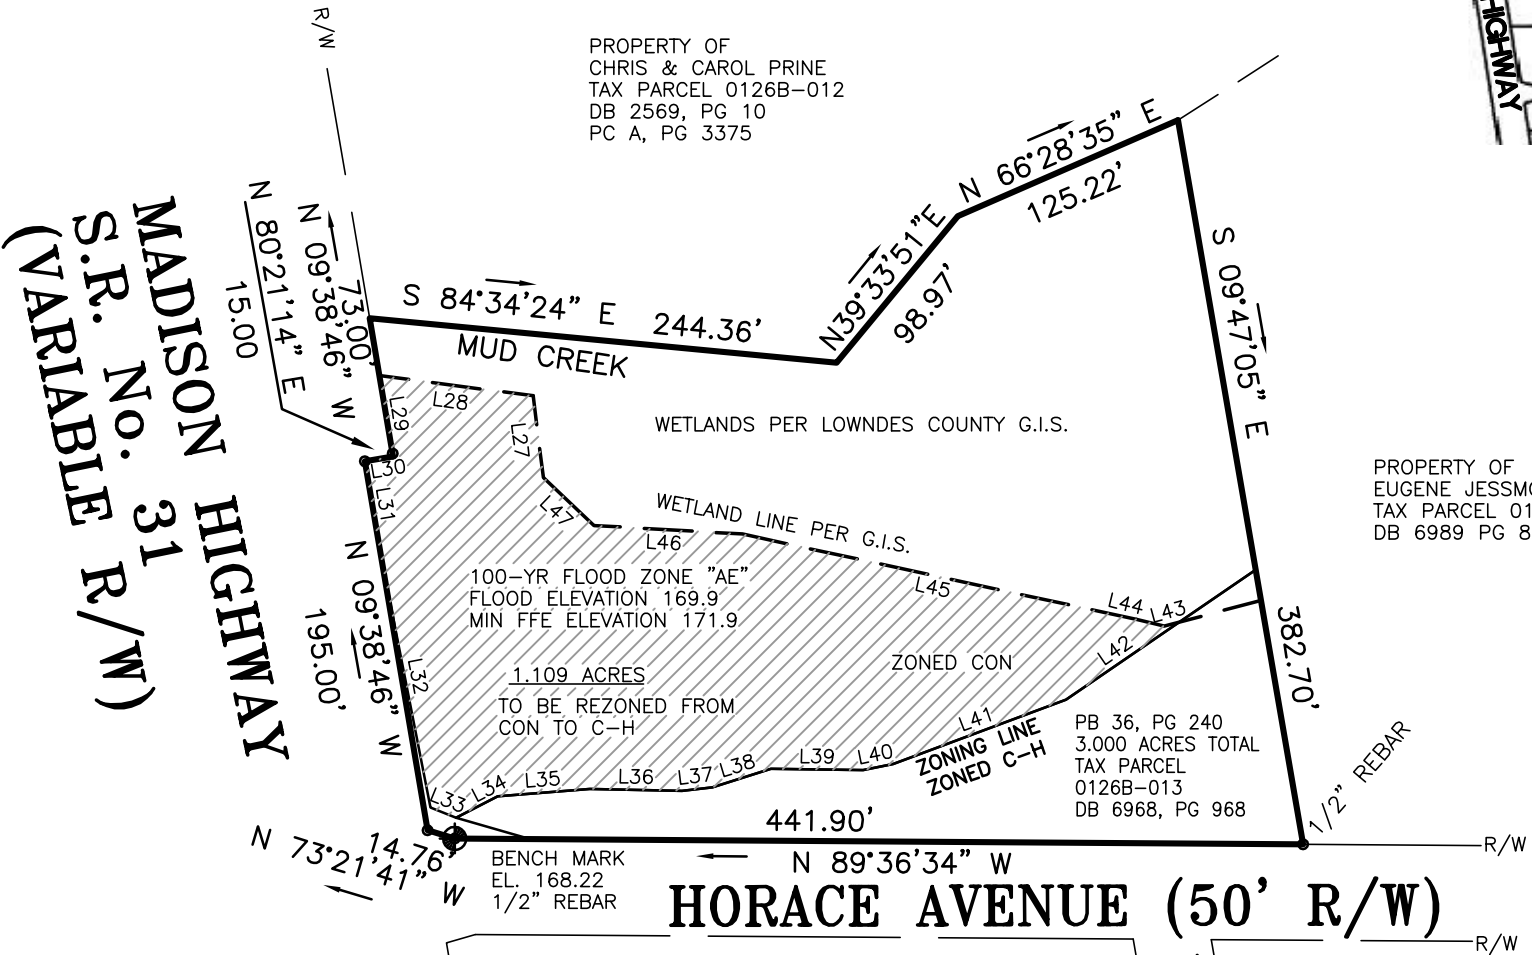 R/W
PROPERTY OF
CHRIS & CAROL PRINE
TAX PARCEL 0126B-012
DB 2569, PG 10
PC A, PG 3375
HIGHWAY
MADISON HIGHWAY
S.R. No. 31
(VARIABLE R/W)
N 80°21'14" E
15.00
N 09°38'46" W
73.00'
S 84°34'24" E 244.36'
MUD CREEK
N39°33'51"E
98.97'
N 66°28'35" E
125.22'
S 09°47'05" E
382.70'
L28
L29
L27
L30
L31
L47
L46
WETLANDS PER LOWNDES COUNTY G.I.S.
WETLAND LINE PER G.I.S.
L45
L44
L43
L42
PROPERTY OF
EUGENE JESSM
TAX PARCEL 01
DB 6989 PG 8
N 09°38'46" W
195.00'
100-YR FLOOD ZONE "AE"
FLOOD ELEVATION 169.9
MIN FFE ELEVATION 171.9
1.109 ACRES
TO BE REZONED FROM
CON TO C-H
ZONED CON
L32
L33
L34
L35
L36
L37
L38
L39
L40
L41
ZONING LINE
ZONED C-H
PB 36, PG 240
3.000 ACRES TOTAL
TAX PARCEL
0126B-013
DB 6968, PG 968
1/2" REBAR
441.90'
N 89°36'34" W
14.76'
N 73°21'41" W
BENCH MARK
EL. 168.22
1/2" REBAR
R/W
HORACE AVENUE (50' R/W)
R/W